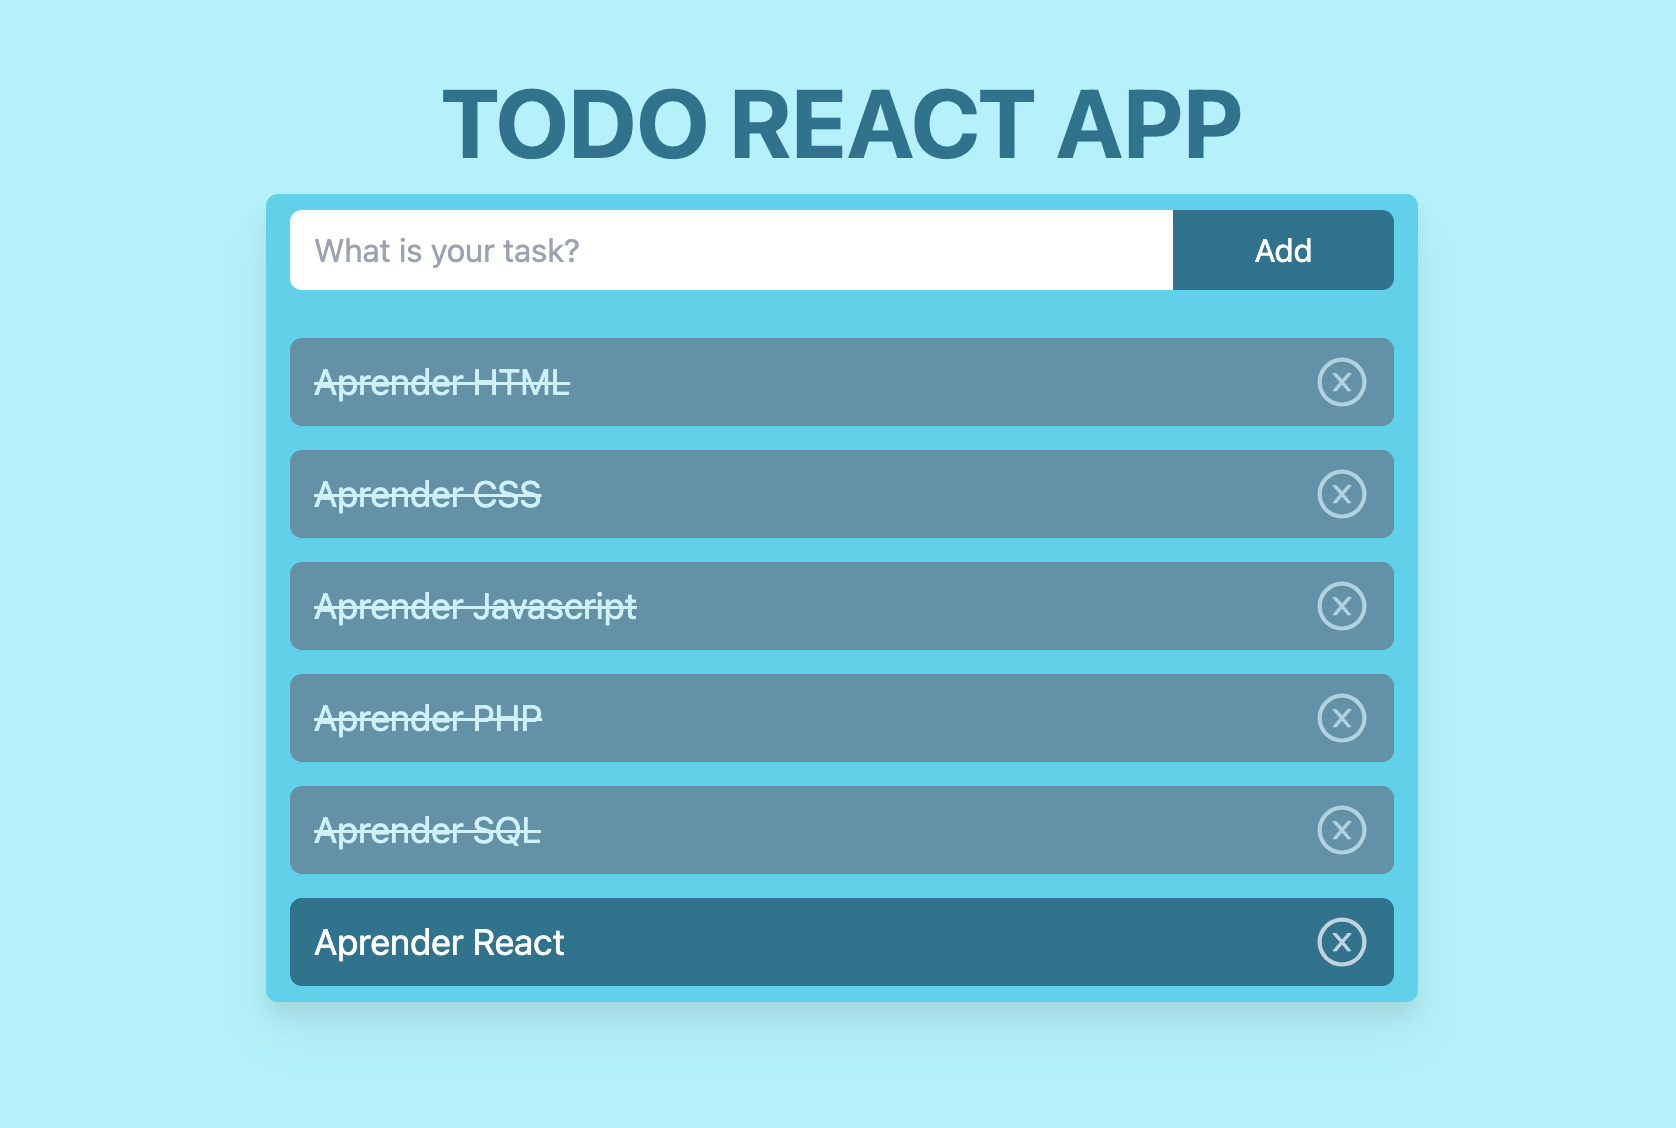 TODO REACT APP
What is your task?
Add
Aprender HTML
X
Aprender CSS
X
Aprender Javascript
X
Aprender PHP
X
Aprender SQL
X
Aprender React
X